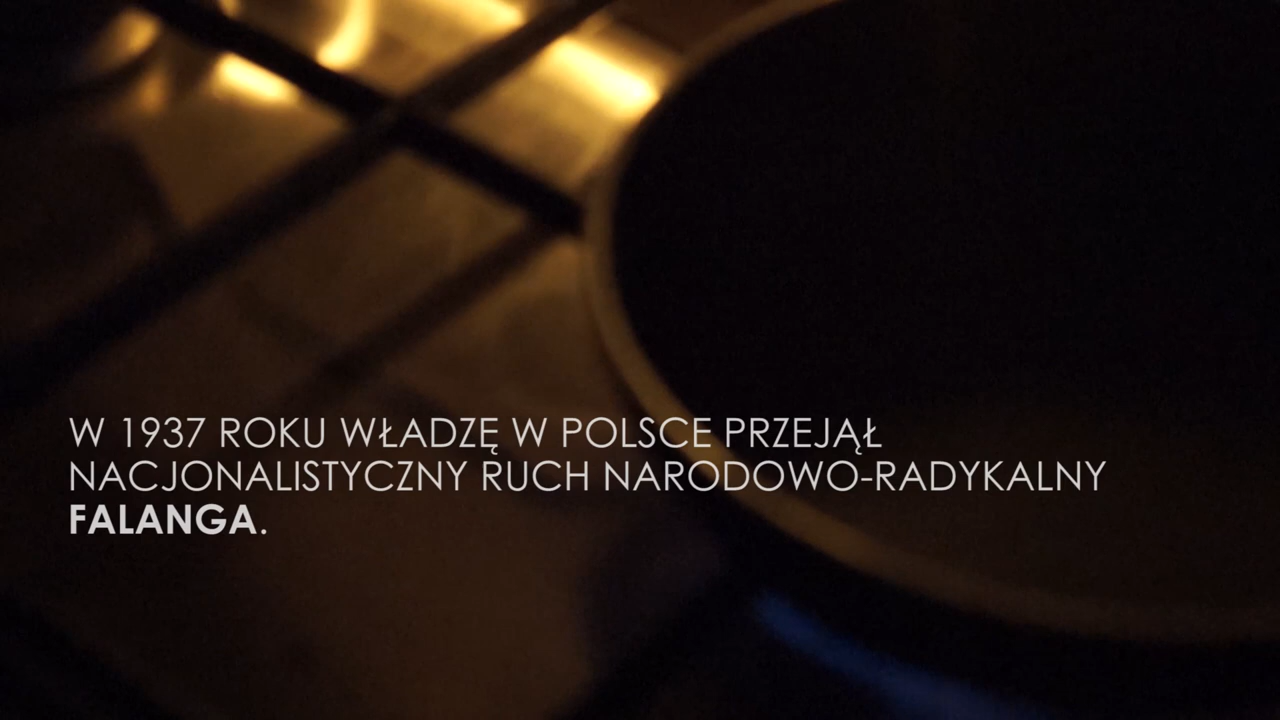 W 1937 ROKU WŁADZĘ W POLSCE PRZEJĄŁ
NACJONALISTYCZNY RUCH NARODOWO-RADYKALNY
FALANGA.